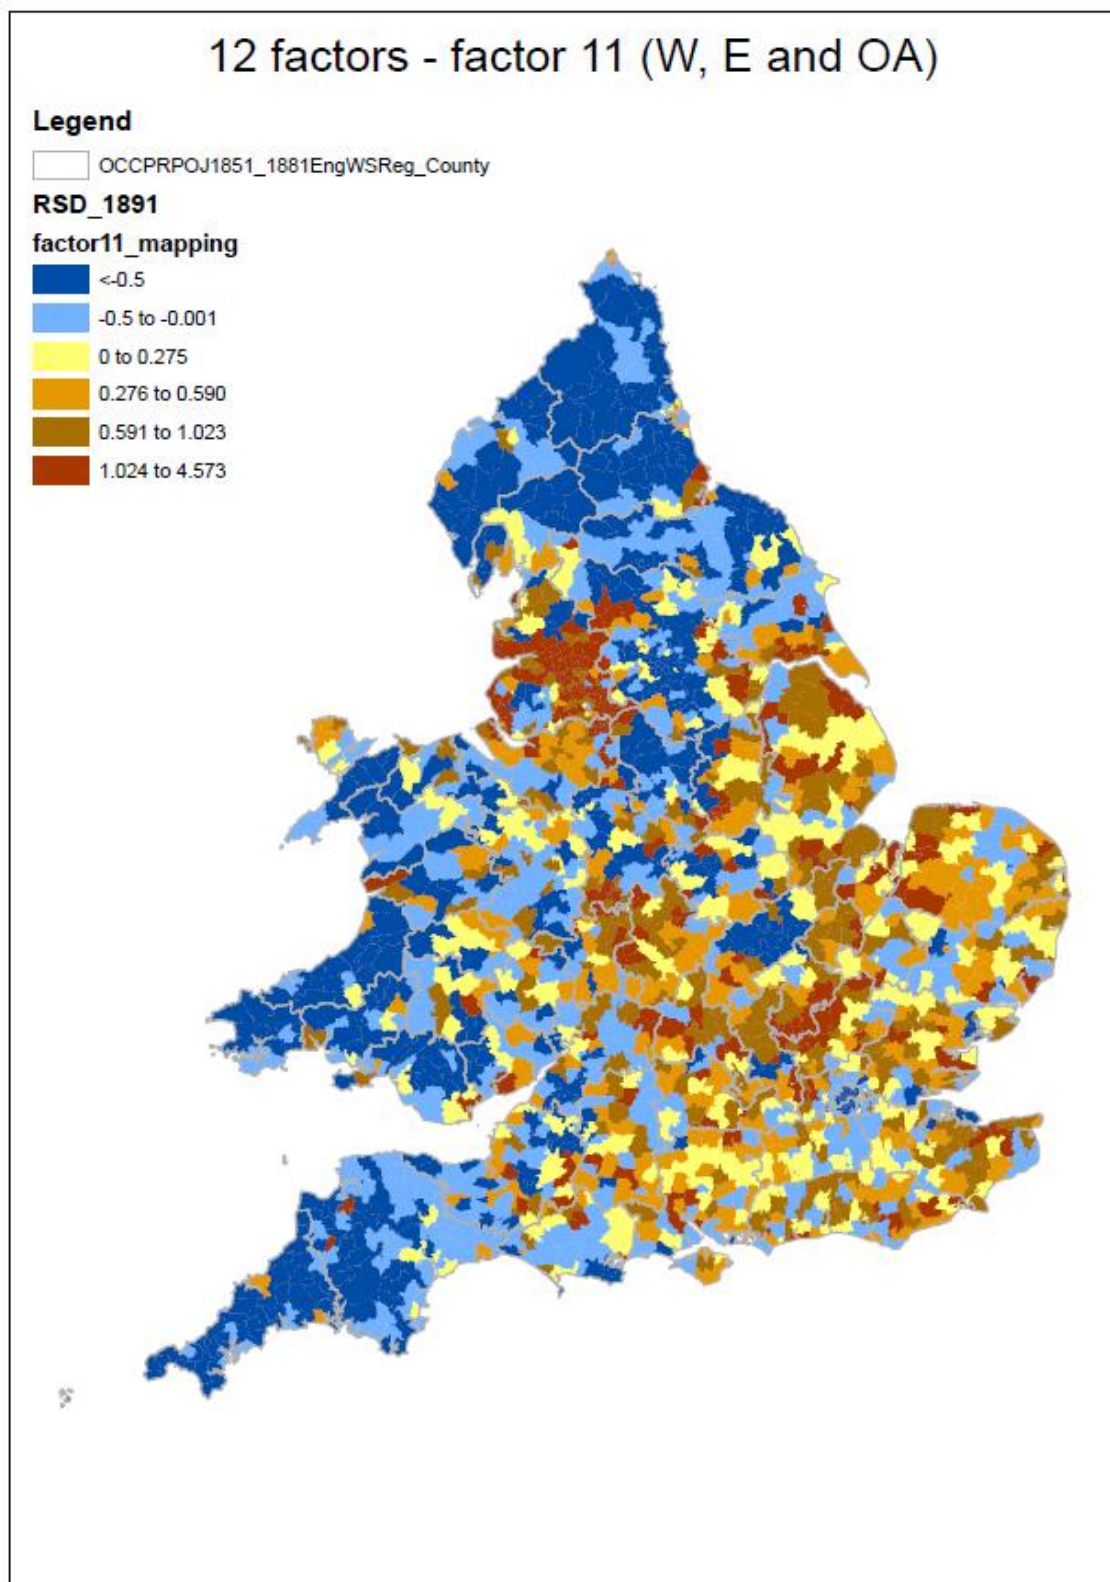 12 factors - factor 11 (W, E and OA)
Legend
OCCPRPOJ1851_1881EngWSReg_County
RSD_1891
factor11_mapping
<-0.5
-0.5 to -0.001
0 to 0.275
0.276 to 0.590
0.591 to 1.023
1.024 to 4.573